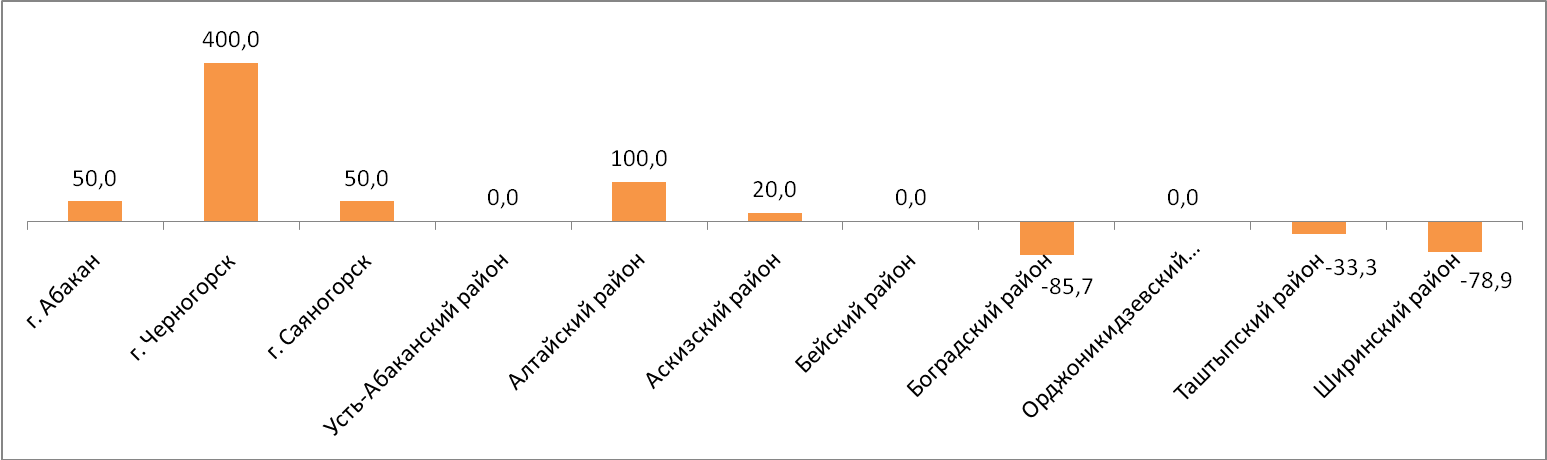 400,0
50,0
50,0
0,0
100,0
20,0
0,0
0,0
-85,7
-33,3
-78,9
г. Абакан
г. Черногорск
г. Саяногорск
Усть-Абаканский район
Алтайский район
Аскизский район
Бейский район
Боградский район
Орджоникидзевский...
Таштыпский район
Ширинский район